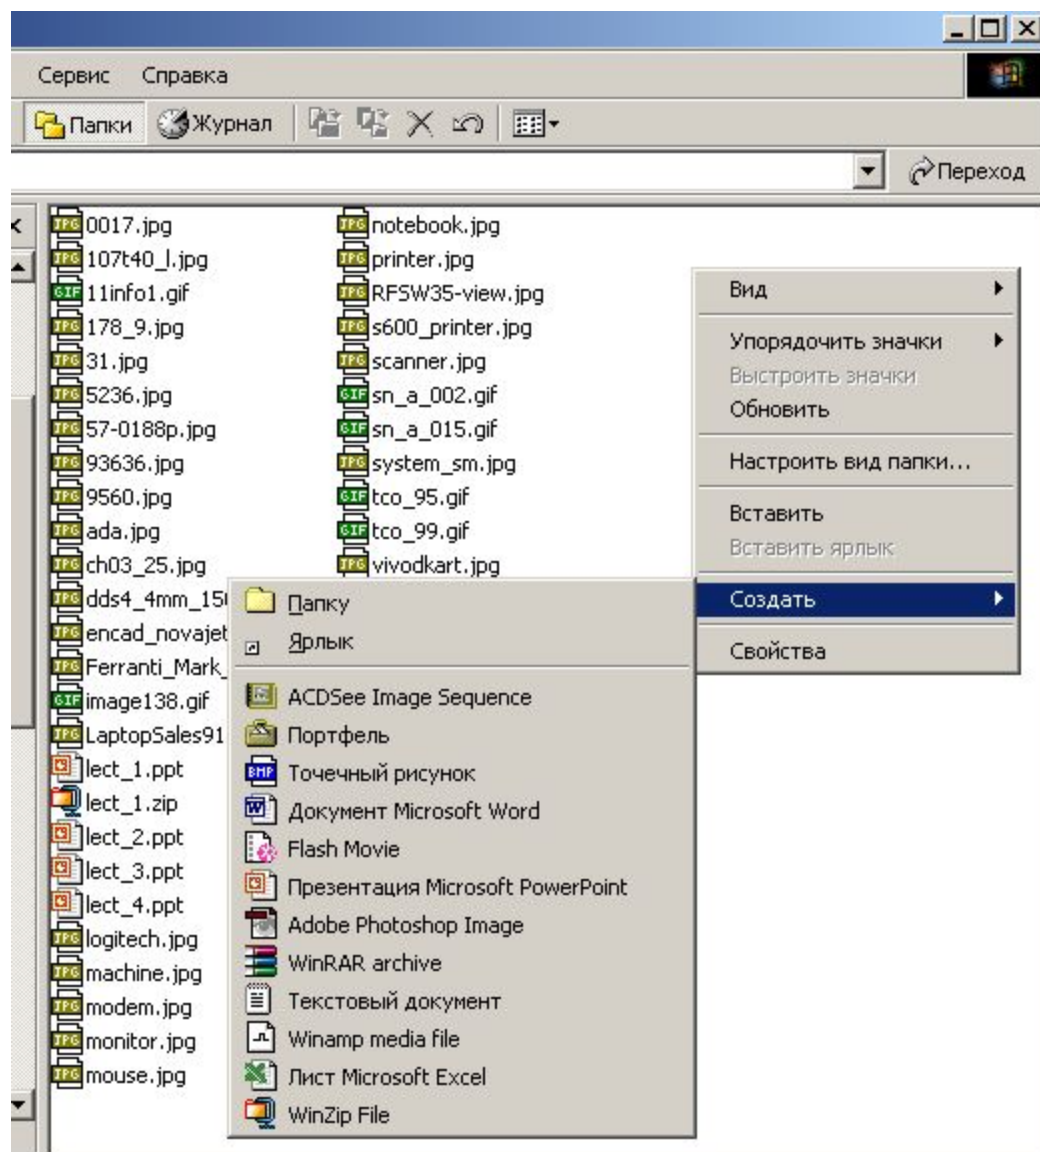 Сервис Справка
Папки Журнал
Переход
0017.jpg
107t40_l.jpg
11info1.gif
178_9.jpg
31.jpg
5236.jpg
57-0188p.jpg
93636.jpg
9560.jpg
ada.jpg
ch03_25.jpg
dds4_4mm_15
encad_novajet
Ferranti_Mark_
image138.gif
LaptopSales91
lect_1.ppt
lect_1.zip
lect_2.ppt
lect_3.ppt
lect_4.ppt
logitech.jpg
machine.jpg
modem.jpg
monitor.jpg
mouse.jpg
notebook.jpg
printer.jpg
RFSW35-view.jpg
s600_printer.jpg
scanner.jpg
sn_a_002.gif
sn_a_015.gif
system_sm.jpg
tco_95.gif
tco_99.gif
vivodkart.jpg
Вид
Упорядочить значки
Выстроить значки
Обновить
Настроить вид папки...
Вставить
Вставить ярлык
Создать
Свойства
Папку
Ярлык
ACDSee Image Sequence
Портфель
Точечный рисунок
Документ Microsoft Word
Flash Movie
Презентация Microsoft PowerPoint
Adobe Photoshop Image
WinRAR archive
Текстовый документ
Winamp media file
Лист Microsoft Excel
WinZip File